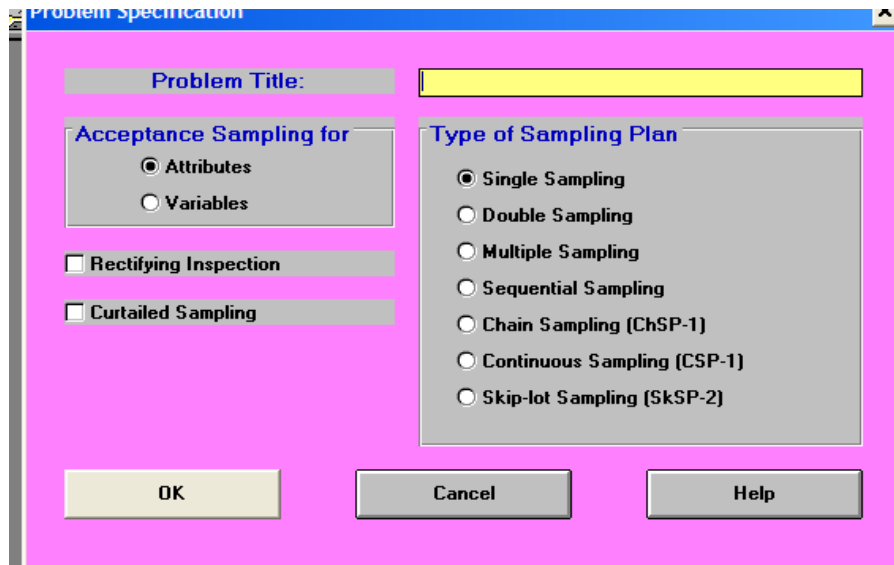 Problem Specification
Problem Title:
Acceptance Sampling for
Attributes
Variables
Rectifying Inspection
Curtailed Sampling
Type of Sampling Plan
Single Sampling
Double Sampling
Multiple Sampling
Sequential Sampling
Chain Sampling (ChSP-1)
Continuous Sampling (CSP-1)
Skip-lot Sampling (SkSP-2)
OK
Cancel
Help